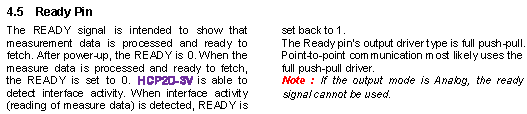 4.5 Ready Pin
The READY signal is intended to show that
measurement data is processed and ready to
fetch. After power-up, the READY is 0. When the
measure data is processed and ready to fetch,
the READY is set to 0. HCP2D-3V is able to
detect interface activity. When interface activity
(reading of measure data) is detected, READY is
set back to 1.
The Ready pin's output driver type is full push-pull.
Point-to-point communication most likely uses the
full push-pull driver.
Note : If the output mode is Analog, the ready
signal cannot be used.